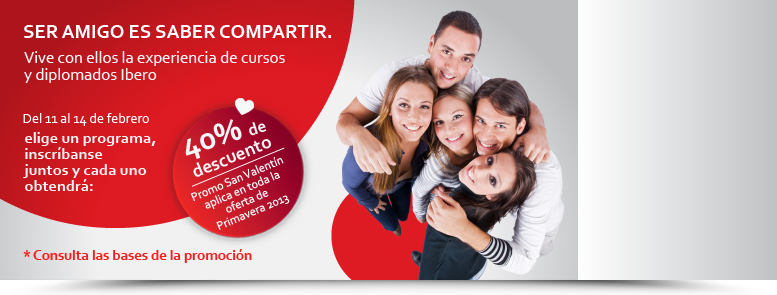 SER AMIGO ES SABER COMPARTIR.
Vive con ellos la experiencia de cursos
y diplomados Ibero
Del 11 al 14 de febrero
elige un programa,
inscríbanse
juntos y cada uno
obtendrá:
40% de
descuento
Promo San Valentín
aplica en toda la
oferta de
Primavera 2013
* Consulta las bases de la promoción